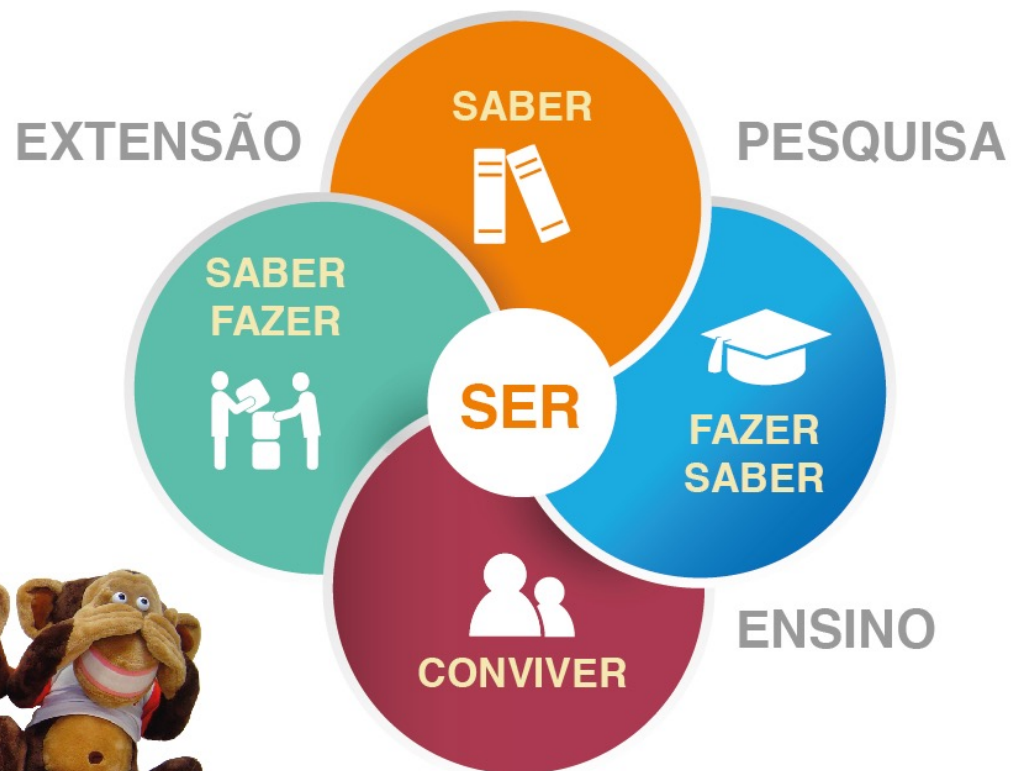 SABER
EXTENSÃO
PESQUISA
SABER
FAZER
SER
FAZER
SABER
ENSINO
CONVIVER